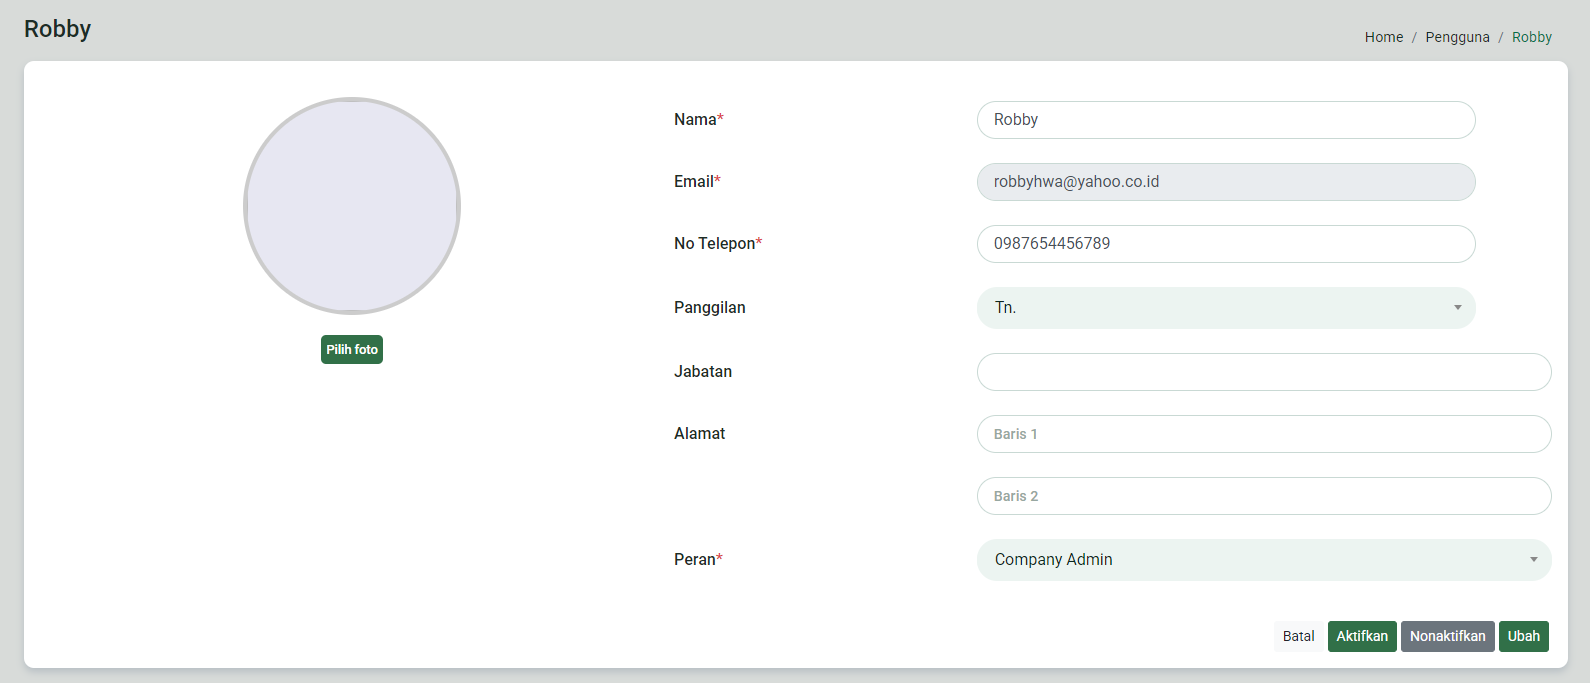 Robby
Home / Pengguna / Robby
Pilih foto
Nama* Robby
Email* robbyhwa@yahoo.co.id
No Telepon* 0987654456789
Panggilan Tn.
Jabatan
Alamat Baris 1
Baris 2
Peran* Company Admin
Batal Aktifkan Nonaktifkan Ubah